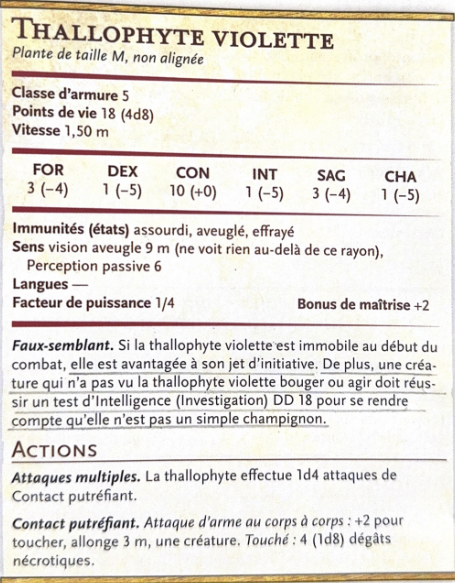 THALLOPHYTE VIOLETTE
Plante de taille M, non alignée
Classe d'armure 5
Points de vie 18 (4d8)
Vitesse 1,50 m
FOR DEX CON INT SAG CHA
3 (–4) 1 (–5) 10 (+0) 1 (–5) 3 (–4) 1 (–5)
Immunités (états) assourdi, aveuglé, effrayé
Sens vision aveugle 9 m (ne voit rien au-delà de ce rayon),
Perception passive 6
Langues —
Facteur de puissance 1/4 Bonus de maîtrise +2
Faux-semblant. Si la thallophyte violette est immobile au début du
combat, elle est avantagée à son jet d'initiative. De plus, une créa-
ture qui n'a pas vu la thallophyte violette bouger ou agir doit réus-
sir un test d'Intelligence (Investigation) DD 18 pour se rendre
compte qu'elle n'est pas un simple champignon.
ACTIONS
Attaques multiples. La thallophyte effectue 1d4 attaques de
Contact putréfiant.
Contact putréfiant. Attaque d'arme au corps à corps : +2 pour
toucher, allonge 3 m, une créature. Touché : 4 (1d8) dégâts
nécrotiques.